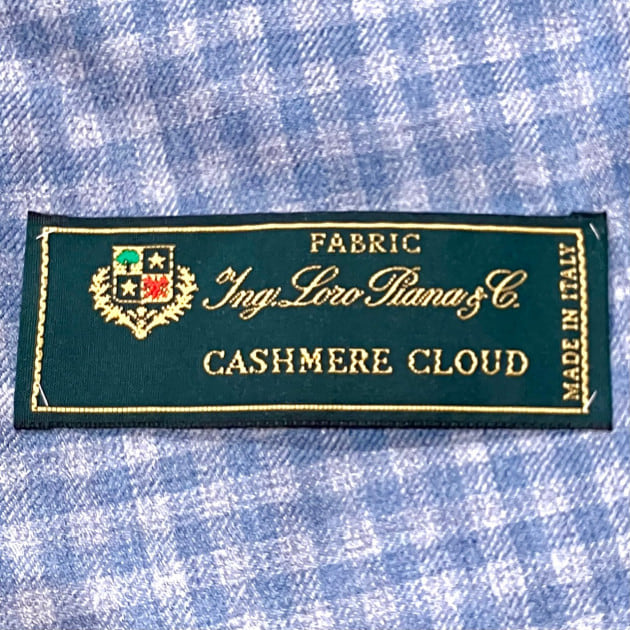 FABRIC
Ing. Loro Piana & C.
CASHMERE CLOUD
MADE IN ITALY